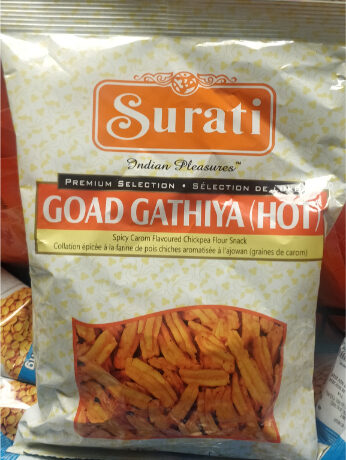 Surati
Indian Pleasures™
PREMIUM SELECTION - SÉLECTION DE
GOAD GATHIYA (HOT)
Spicy Carom Flavoured Chickpea Flour Snack
Collation épicée à la farine de pois chiches aromatisée à l'ajowan (graines de carom)